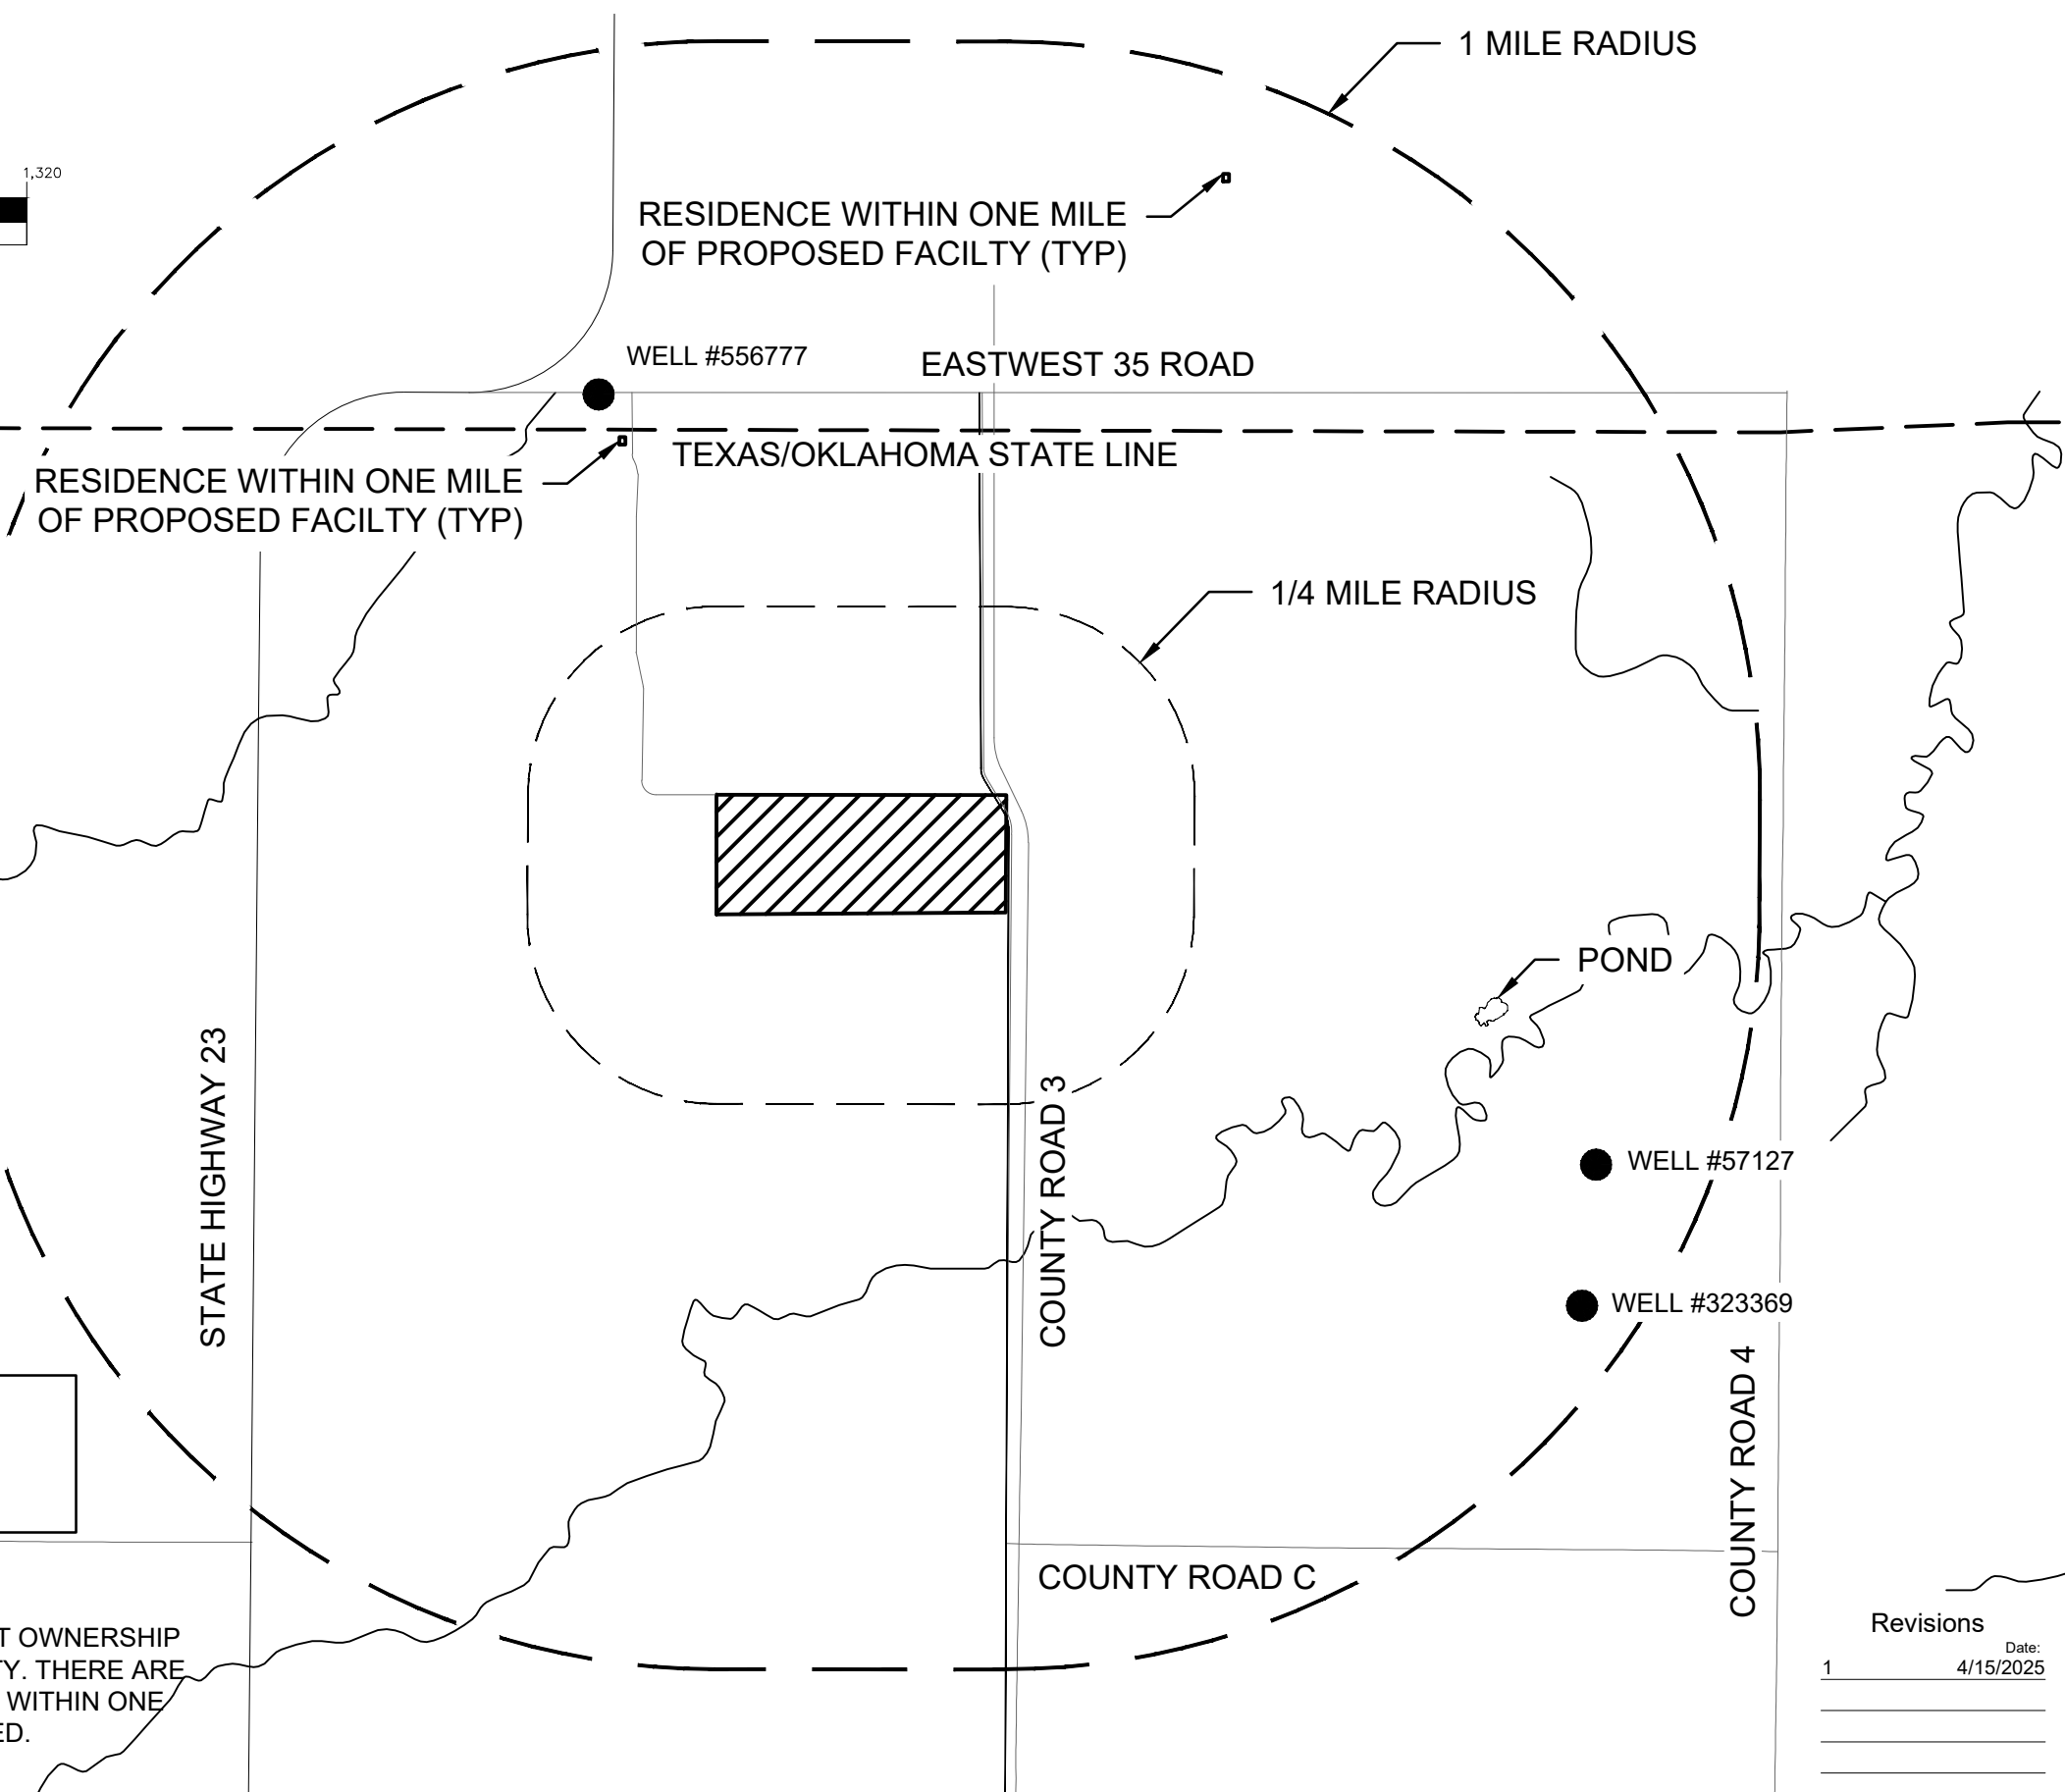 1 MILE RADIUS
1,320
RESIDENCE WITHIN ONE MILE
OF PROPOSED FACILTY (TYP)
WELL #556777
EASTWEST 35 ROAD
TEXAS/OKLAHOMA STATE LINE
RESIDENCE WITHIN ONE MILE
OF PROPOSED FACILTY (TYP)
1/4 MILE RADIUS
POND
STATE HIGHWAY 23
COUNTY ROAD 3
WELL #57127
WELL #323369
COUNTY ROAD 4
COUNTY ROAD C
T OWNERSHIP
TY. THERE ARE
WITHIN ONE
ED.
Revisions
Date:
1 4/15/2025